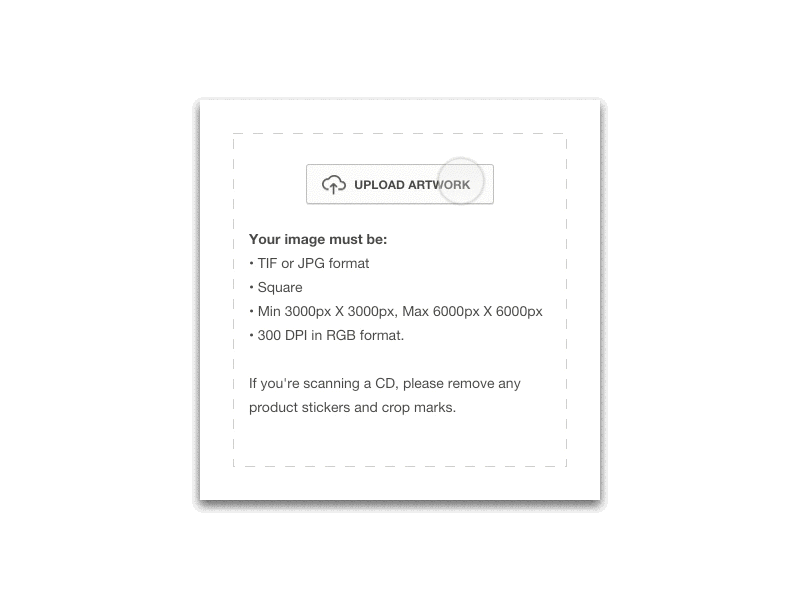 UPLOAD ARTWORK
Your image must be:
• TIF or JPG format
• Square
• Min 3000px X 3000px, Max 6000px X 6000px
• 300 DPI in RGB format.
If you're scanning a CD, please remove any
product stickers and crop marks.